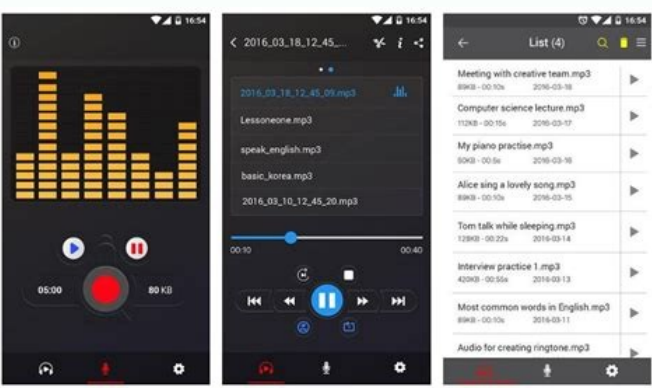 16:54
05:00
80 KB
16:54
2016_03_18_12_45_...
2016_03_18_12_45_09.mp3
Lessoneone.mp3
speak_english.mp3
basic_korea.mp3
2016_03_10_12_45_20.mp3
00:10
00:40
16:54
List (4)
Meeting with creative team.mp3
89KB - 00:10s 2016-03-18
Computer science lecture.mp3
112KB - 00:15s 2016-03-17
My piano practise.mp3
50KB - 00:5s 2016-03-16
Alice sing a lovely song.mp3
89KB - 00:10s 2016-03-15
Tom talk while sleeping.mp3
128KB - 00:22s 2016-03-14
Interview practice 1.mp3
420KB - 00:55s 2016-03-13
Most common words in English.mp3
89KB - 00:10s 2016-03-11
Audio for creating ringtone.mp3